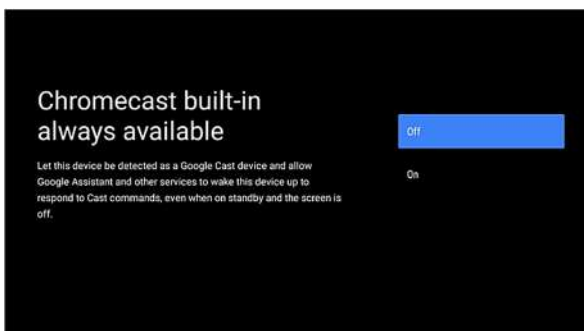 Chromecast built-in
always available
Let this device be detected as a Google Cast device and allow
Google Assistant and other services to wake this device up to
respond to Cast commands, even when on standby and the screen is
off.
Off
On